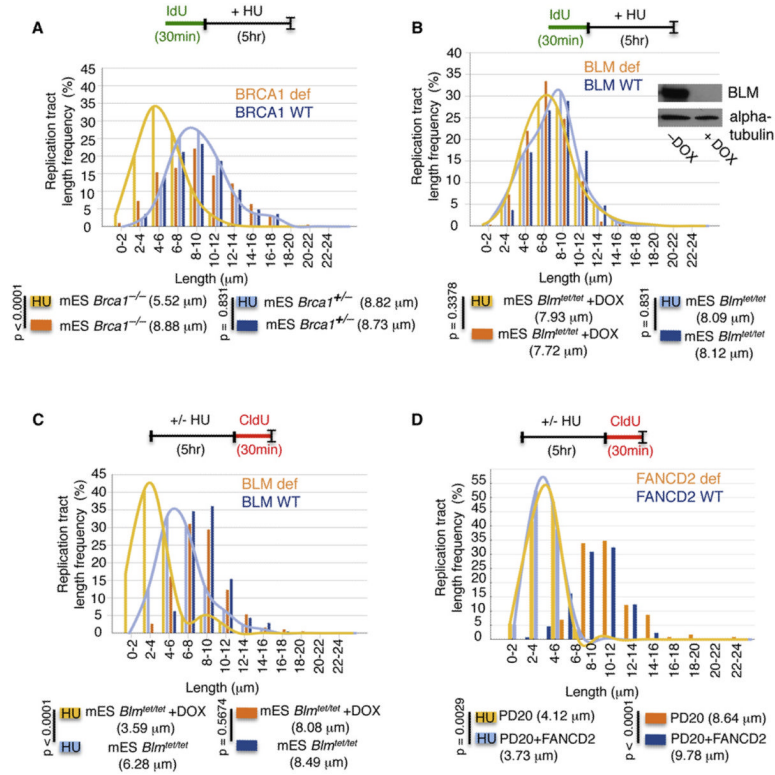 A
IdU
+ HU
(30min)
(5hr)
Replication tract
length frequency (%)
45
40
35
30
25
20
15
10
5
0
BRCA1 def
BRCA1 WT
0-2
2-4
4-6
6-8
8-10
10-12
12-14
14-16
16-18
18-20
20-22
22-24
Length (μm)
p < 0.0001
HU mES Brca1−/− (5.52 μm)
mES Brca1−/− (8.88 μm)
p = 0.831
HU mES Brca1+/− (8.82 μm)
mES Brca1+/− (8.73 μm)
B
IdU
+ HU
(30min)
(5hr)
Replication tract
length frequency (%)
40
35
30
25
20
15
10
5
0
BLM def
BLM WT
BLM
alpha-
tubulin
–DOX
+ DOX
0-2
2-4
4-6
6-8
8-10
10-12
12-14
14-16
16-18
18-20
20-22
22-24
Length (μm)
p = 0.3378
HU mES Blmtet/tet +DOX
(7.93 μm)
mES Blmtet/tet +DOX
(7.72 μm)
p = 0.831
HU mES Blmtet/tet
(8.09 μm)
mES Blmtet/tet
(8.12 μm)
C
+/- HU
CldU
(5hr)
(30min)
Replication tract
length frequency (%)
45
40
35
30
25
20
15
10
5
0
BLM def
BLM WT
0-2
2-4
4-6
6-8
8-10
10-12
12-14
14-16
16-18
18-20
20-22
22-24
Length (μm)
p < 0.0001
HU mES Blmtet/tet +DOX
(3.59 μm)
HU mES Blmtet/tet
(6.28 μm)
p = 0.5674
mES Blmtet/tet +DOX
(8.08 μm)
mES Blmtet/tet
(8.49 μm)
D
+/- HU
CldU
(5hr)
(30min)
Replication tract
length frequency (%)
55
50
45
40
35
30
25
20
15
10
5
0
FANCD2 def
FANCD2 WT
0-2
2-4
4-6
6-8
8-10
10-12
12-14
14-16
16-18
18-20
20-22
22-24
Length (μm)
p = 0.0029
HU PD20 (4.12 μm)
HU PD20+FANCD2
(3.73 μm)
p < 0.0001
PD20 (8.64 μm)
PD20+FANCD2
(9.78 μm)